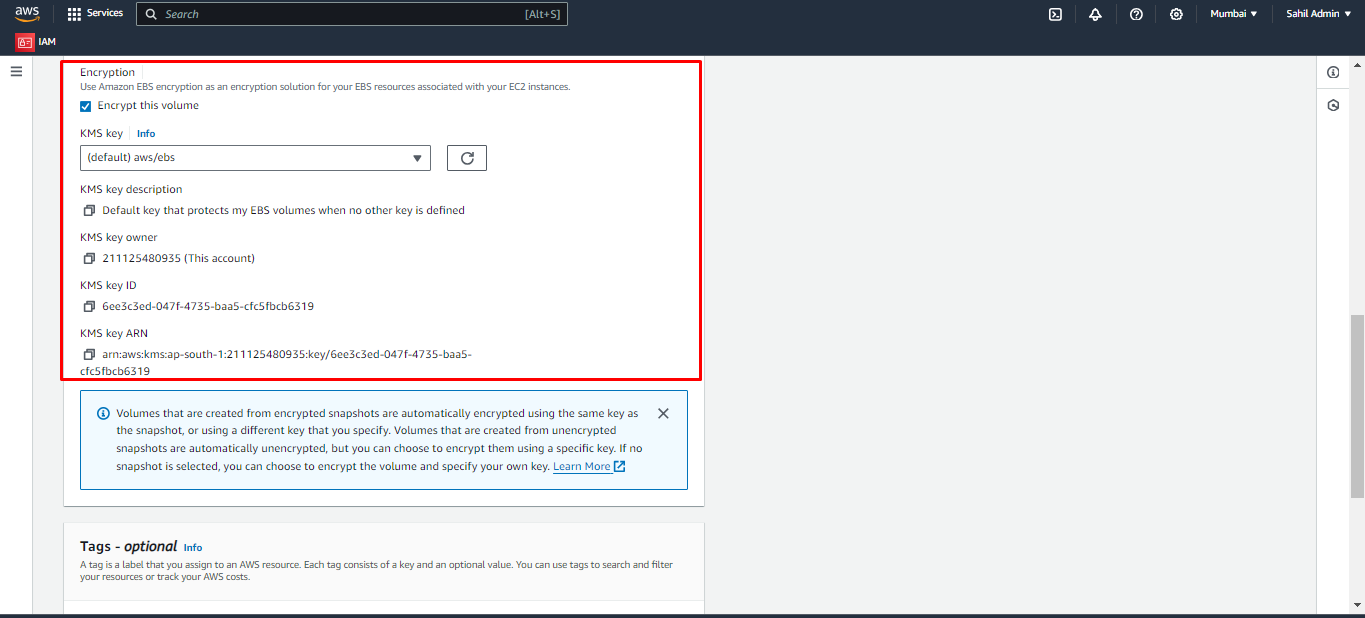 aws
Services
Search
[Alt+S]
Mumbai
Sahil Admin
IAM
Encryption
Use Amazon EBS encryption as an encryption solution for your EBS resources associated with your EC2 instances.
Encrypt this volume
KMS key Info
(default) aws/ebs
KMS key description
Default key that protects my EBS volumes when no other key is defined
KMS key owner
211125480935 (This account)
KMS key ID
6ee3c3ed-047f-4735-baa5-cfc5fbcb6319
KMS key ARN
arn:aws:kms:ap-south-1:211125480935:key/6ee3c3ed-047f-4735-baa5-
cfc5fbcb6319
Volumes that are created from encrypted snapshots are automatically encrypted using the same key as
the snapshot, or using a different key that you specify. Volumes that are created from unencrypted
snapshots are automatically unencrypted, but you can choose to encrypt them using a specific key. If no
snapshot is selected, you can choose to encrypt the volume and specify your own key. Learn More
Tags - optional Info
A tag is a label that you assign to an AWS resource. Each tag consists of a key and an optional value. You can use tags to search and filter
your resources or track your AWS costs.